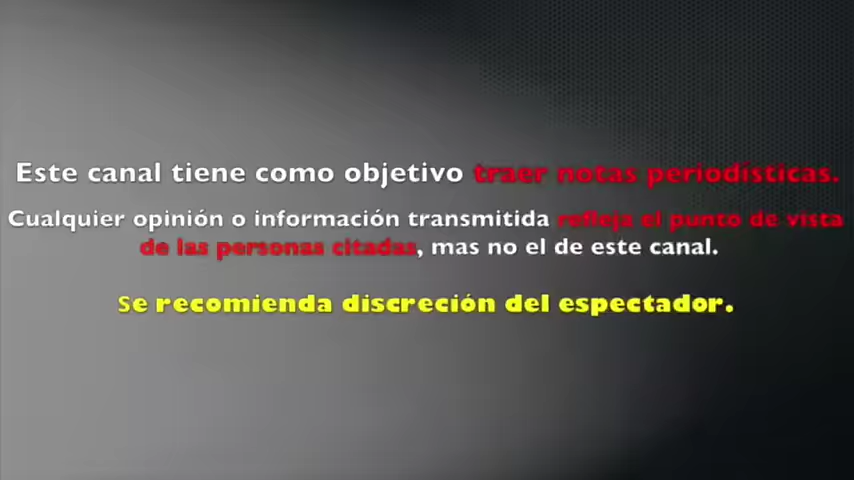 Este canal tiene como objetivo traer notas periodísticas.
Cualquier opinión o información transmitida refleja el punto de vista
de las personas citadas, mas no el de este canal.
Se recomienda discreción del espectador.